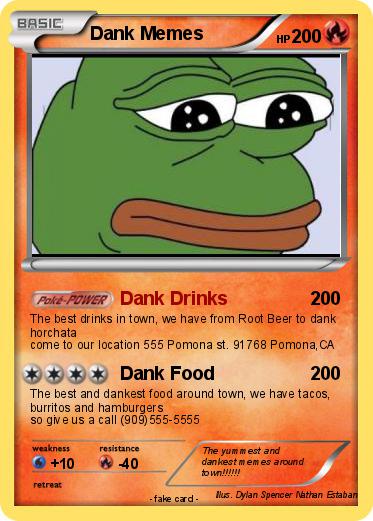 BASIC
Dank Memes
HP 200
Poké-POWER Dank Drinks 200
The best drinks in town, we have from Root Beer to dank
horchata
come to our location 555 Pomona st. 91768 Pomona,CA
Dank Food 200
The best and dankest food around town, we have tacos,
burritos and hamburgers
so give us a call (909)555-5555
weakness resistance
+10 -40
retreat
The yummest and
dankest memes around
town!!!!!!
- fake card -
Illus. Dylan Spencer Nathan Estaban